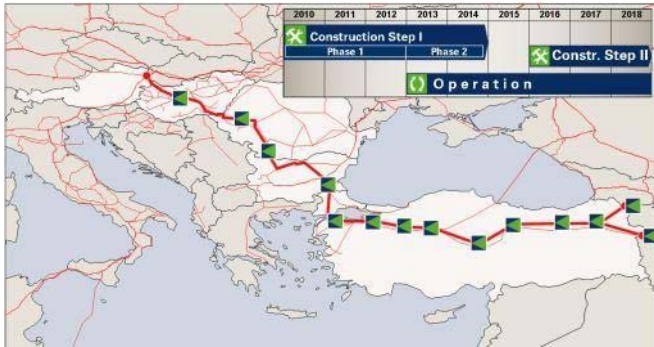 2010 2011 2012 2013 2014 2015 2016 2017 2018
Construction Step I
Phase 1 Phase 2
Constr. Step II
Operation